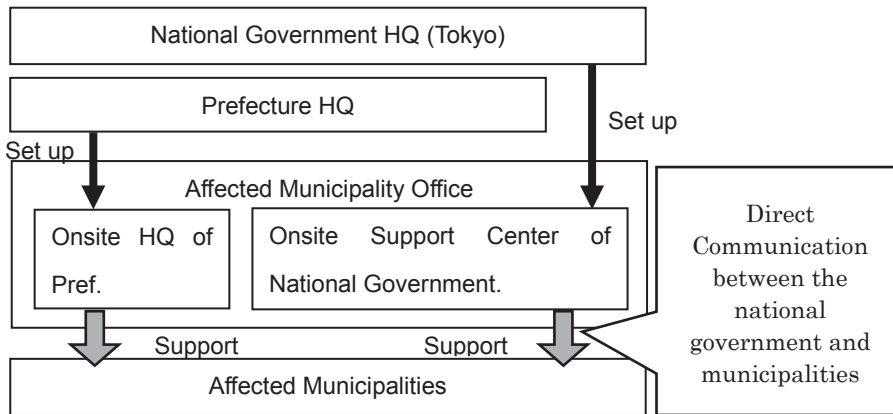 National Government HQ (Tokyo)
Prefecture HQ
Set up
Set up
Affected Municipality Office
Onsite HQ of
Pref.
Onsite Support Center of
National Government.
Direct
Communication
between the
national
government and
municipalities
Support
Support
Affected Municipalities